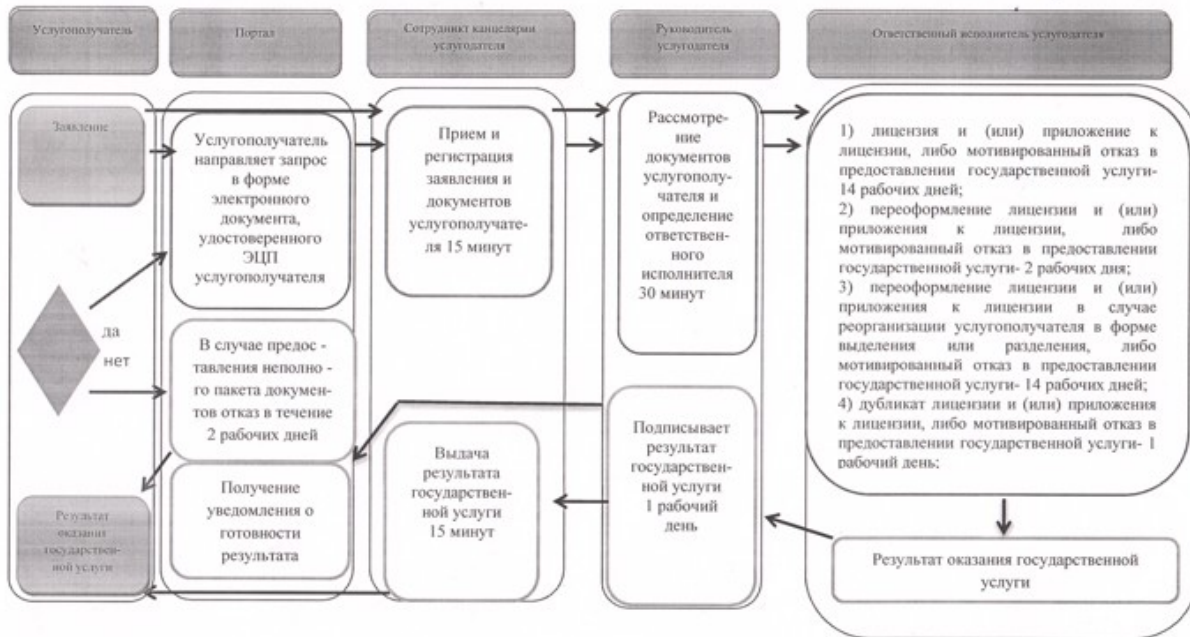 Услугополучатель
Портал
Сотрудникт канцелярии
услугодателя
Руководитель
услугодателя
Ответственный исполнитель услугодателя
Заявление
Услугополучатель
направляет запрос
в форме
электронного
документа,
удостоверенного
ЭЦП
услугополучателя
Прием и
регистрация
заявления и
документов
услугополучате-
ля 15 минут
Рассмотре-
ние
документов
услугополу-
чателя и
определение
ответствен-
ного
исполнителя
30 минут
1) лицензия и (или) приложение к
лицензии, либо мотивированный отказ в
предоставлении государственной услуги-
14 рабочих дней;
2) переоформление лицензии и (или)
приложения к лицензии, либо
мотивированный отказ в предоставлении
государственной услуги- 2 рабочих дня;
3) переоформление лицензии и (или)
приложения к лицензии в случае
реорганизации услугополучателя в форме
выделения или разделения, либо
мотивированный отказ в предоставлении
государственной услуги- 14 рабочих дней;
4) дубликат лицензии и (или) приложения
к лицензии, либо мотивированный отказ в
предоставлении государственной услуги- 1
рабочий день;
да
нет
В случае предос - 
тавления неполно -
го пакета докумен-
тов отказ в течение
2 рабочих дней
Получение
уведомления о
готовности
результата
Выдача
результата
государствен-
ной услуги
15 минут
Подписывает
результат
государствен-
ной услуги
1 рабочий
день
Результат
оказания
государствен-
ной услуги
Результат оказания государственной
услуги